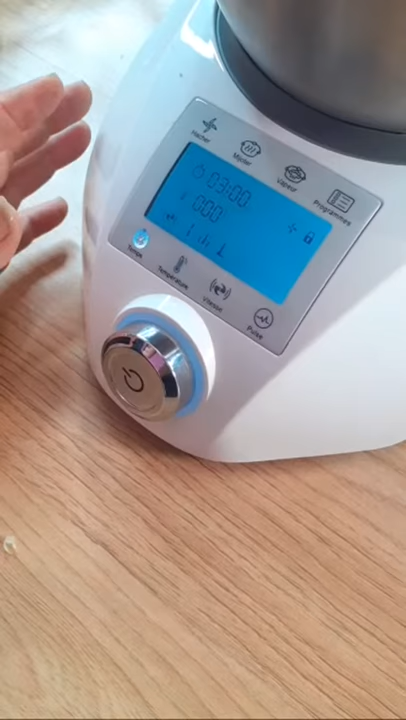 Hacher
Mijoter
Vapeur
Programmes
03:00
000
Temps
Température
Vitesse
Pulse